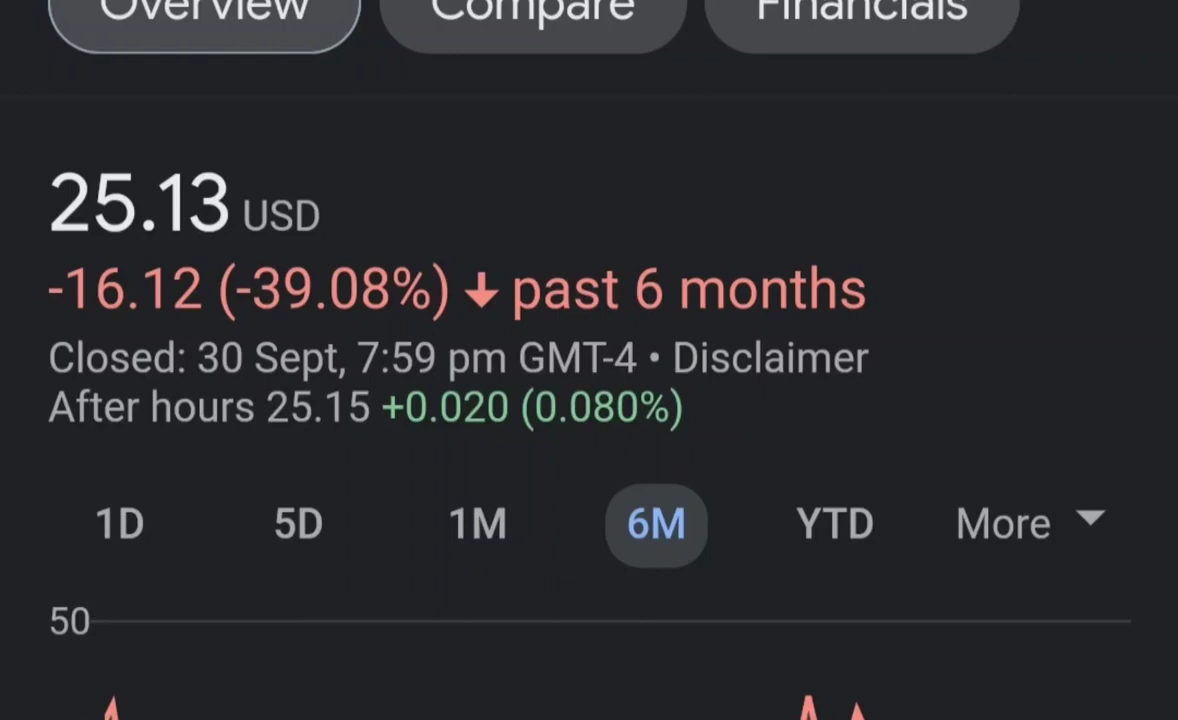 Overview Compare Financials
25.13 USD
-16.12 (-39.08%) ↓ past 6 months
Closed: 30 Sept, 7:59 pm GMT-4 • Disclaimer
After hours 25.15 +0.020 (0.080%)
1D 5D 1M 6M YTD More
50